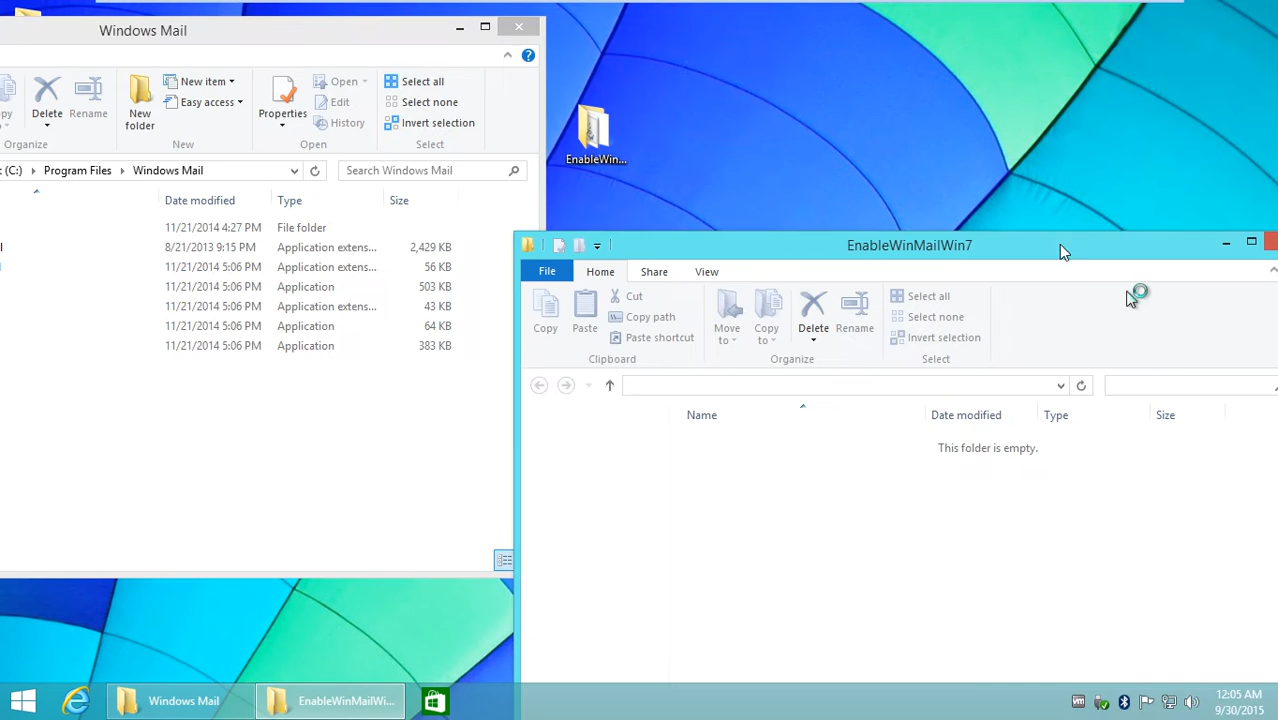 Windows Mail
py
Delete
Rename
New folder
New item
Easy access
Properties
Open
Edit
History
Select all
Select none
Invert selection
Organize
New
Open
Select
(C:) Program Files Windows Mail
Search Windows Mail
Date modified Type Size
11/21/2014 4:27 PM File folder
8/21/2013 9:15 PM Application extens... 2,429 KB
11/21/2014 5:06 PM Application extens... 56 KB
11/21/2014 5:06 PM Application 503 KB
11/21/2014 5:06 PM Application extens... 43 KB
11/21/2014 5:06 PM Application 64 KB
11/21/2014 5:06 PM Application 383 KB
EnableWin...
EnableWinMailWin7
File Home Share View
Copy
Paste
Cut
Copy path
Paste shortcut
Move to
Copy to
Delete
Rename
Select all
Select none
Invert selection
Clipboard
Organize
Select
Name Date modified Type Size
This folder is empty.
Windows Mail
EnableWinMailWi...
vm
12:05 AM
9/30/2015